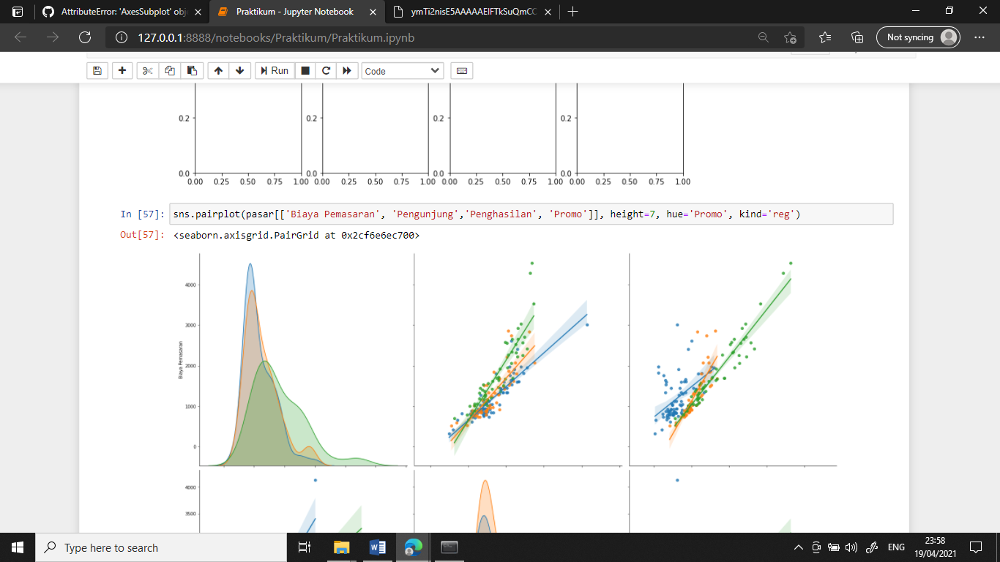 AttributeError: 'AxesSubplot' obj
Praktikum - Jupyter Notebook
127.0.0.1:8888/notebooks/Praktikum/Praktikum.ipynb
Not syncing
Run
Code
0.2 0.2 0.2 0.2
0.0 0.0 0.0 0.0
0.00 0.25 0.50 0.75 1.00 0.00 0.25 0.50 0.75 1.00 0.00 0.25 0.50 0.75 1.00 0.00 0.25 0.50 0.75 1.00
In [57]: sns.pairplot(pasar[['Biaya Pemasaran', 'Pengunjung','Penghasilan', 'Promo']], height=7, hue='Promo', kind='reg')
Out[57]: <seaborn.axisgrid.PairGrid at 0x2cf6e6ec700>
4000
3000
Biaya Pemasaran
2000
1000
0
4000
3500
Type here to search
ENG
23:58
19/04/2021